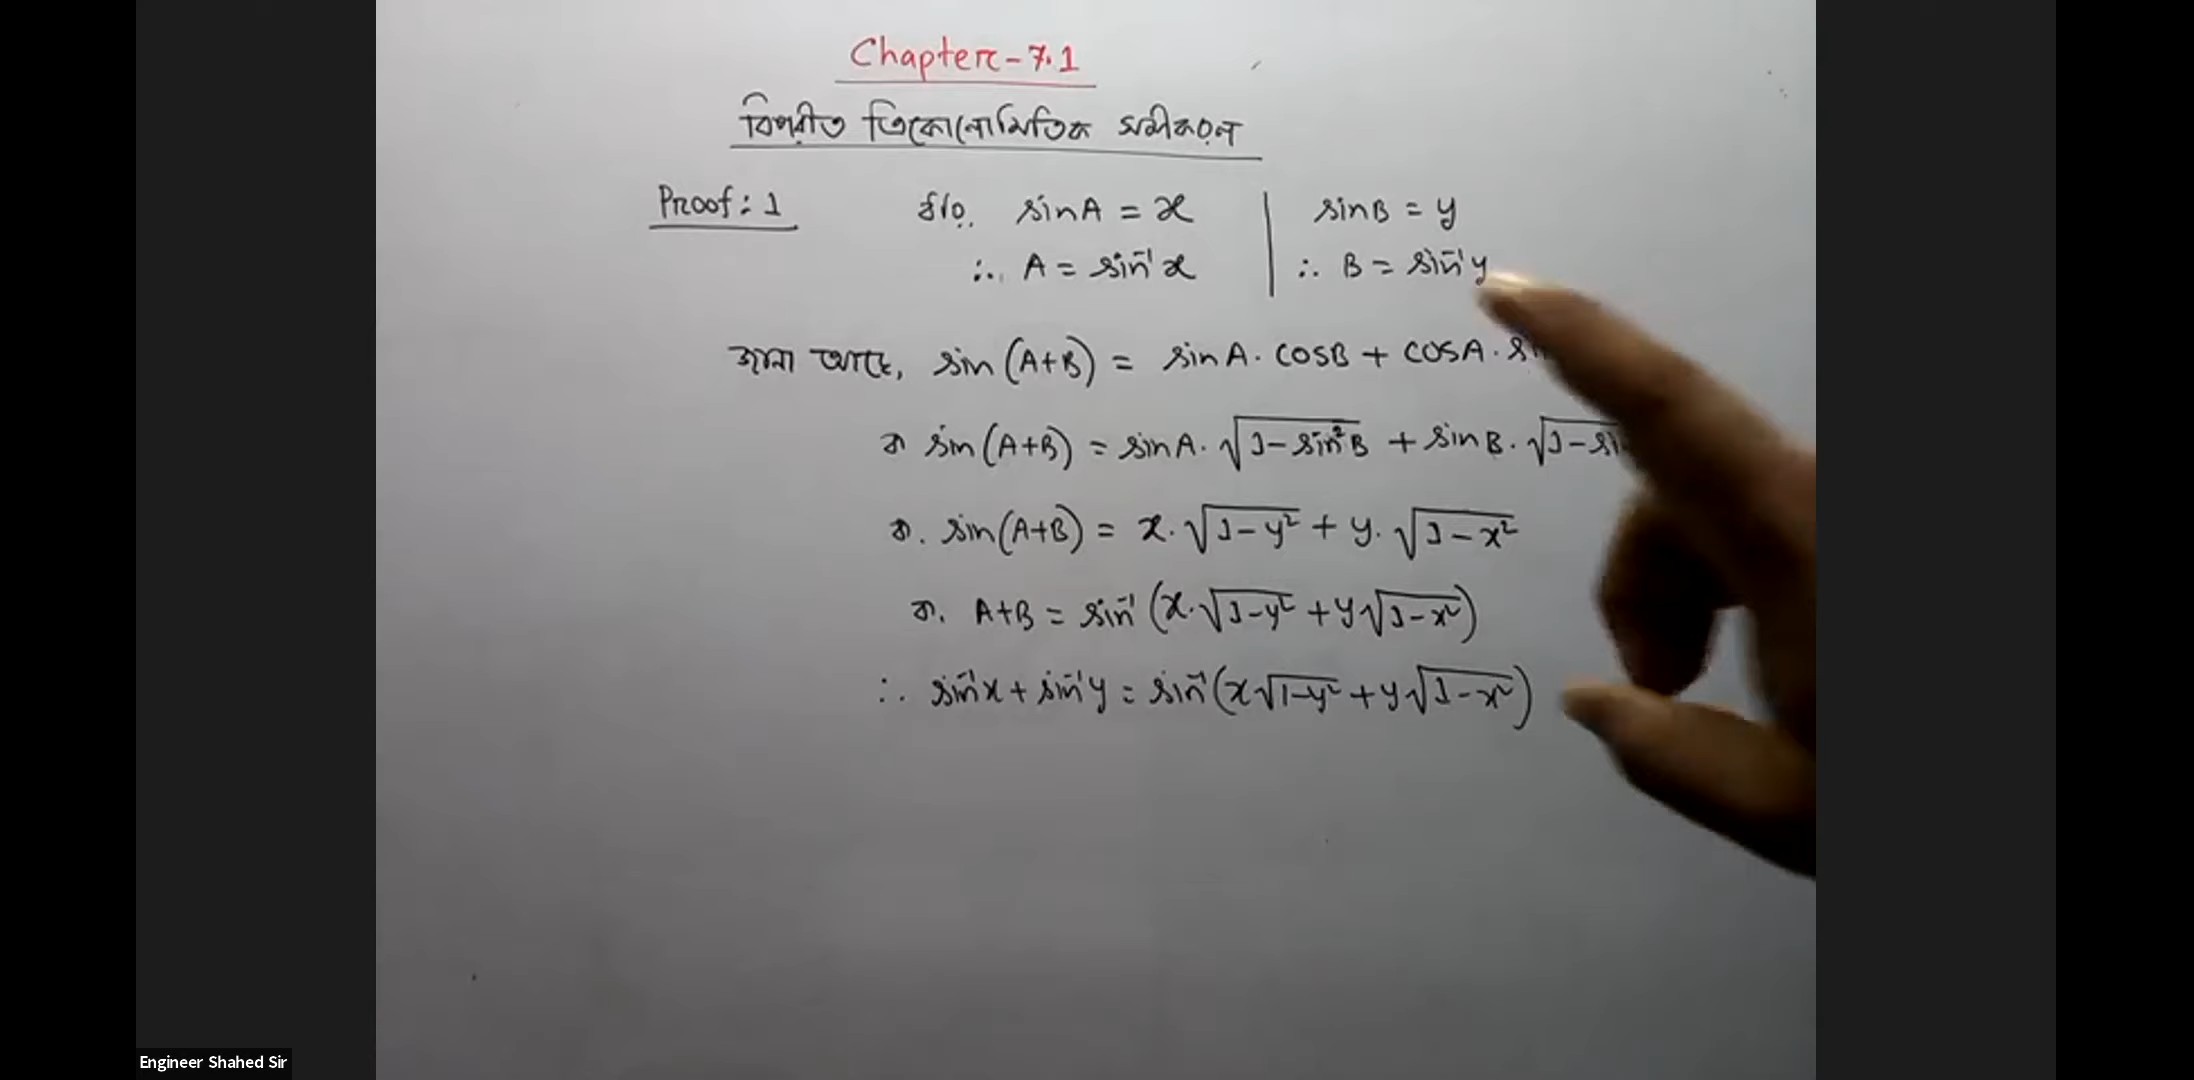 Chapter-7.1
বিপরীত ত্রিকোনোমিতিক সমীকরণ
Proof: 1
ধরি, sinA = x | sinB = y
∴ A = sin⁻¹x | ∴ B = sin⁻¹y
জানা আছে, sin(A+B) = sinA. cosB + cosA.
বা sin(A+B) = sinA. √(1-sin²B) + sinB. √(1-si
বা. sin(A+B) = x. √(1-y²) + y. √(1-x²)
বা. A+B = sin⁻¹(x.√(1-y²) + y√(1-x²))
∴ sin⁻¹x + sin⁻¹y = sin⁻¹(x√(1-y²) + y√(1-x²))
Engineer Shahed Sir